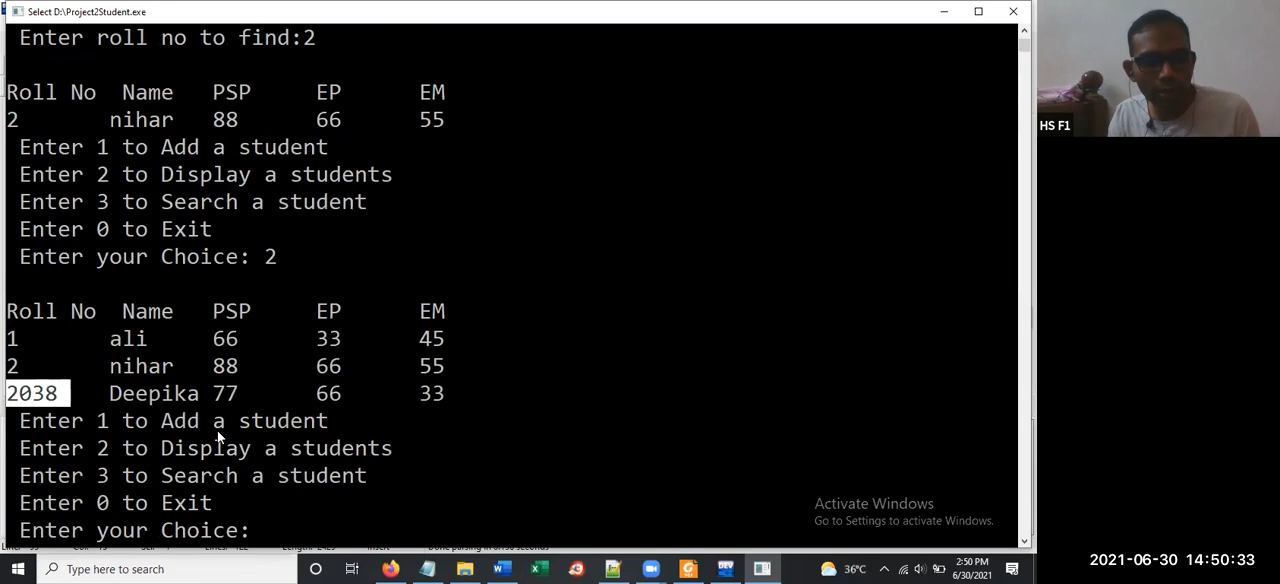 Select D:\Project2Student.exe
Enter roll no to find:2
Roll No Name PSP EP EM
2 nihar 88 66 55
Enter 1 to Add a student
Enter 2 to Display a students
Enter 3 to Search a student
Enter 0 to Exit
Enter your Choice: 2
Roll No Name PSP EP EM
1 ali 66 33 45
2 nihar 88 66 55
2038 Deepika 77 66 33
Enter 1 to Add a student
Enter 2 to Display a students
Enter 3 to Search a student
Enter 0 to Exit
Enter your Choice:
HS F1
Activate Windows
Go to Settings to activate Windows.
Type here to search
36°C
2:50 PM
6/30/2021
2021-06-30 14:50:33